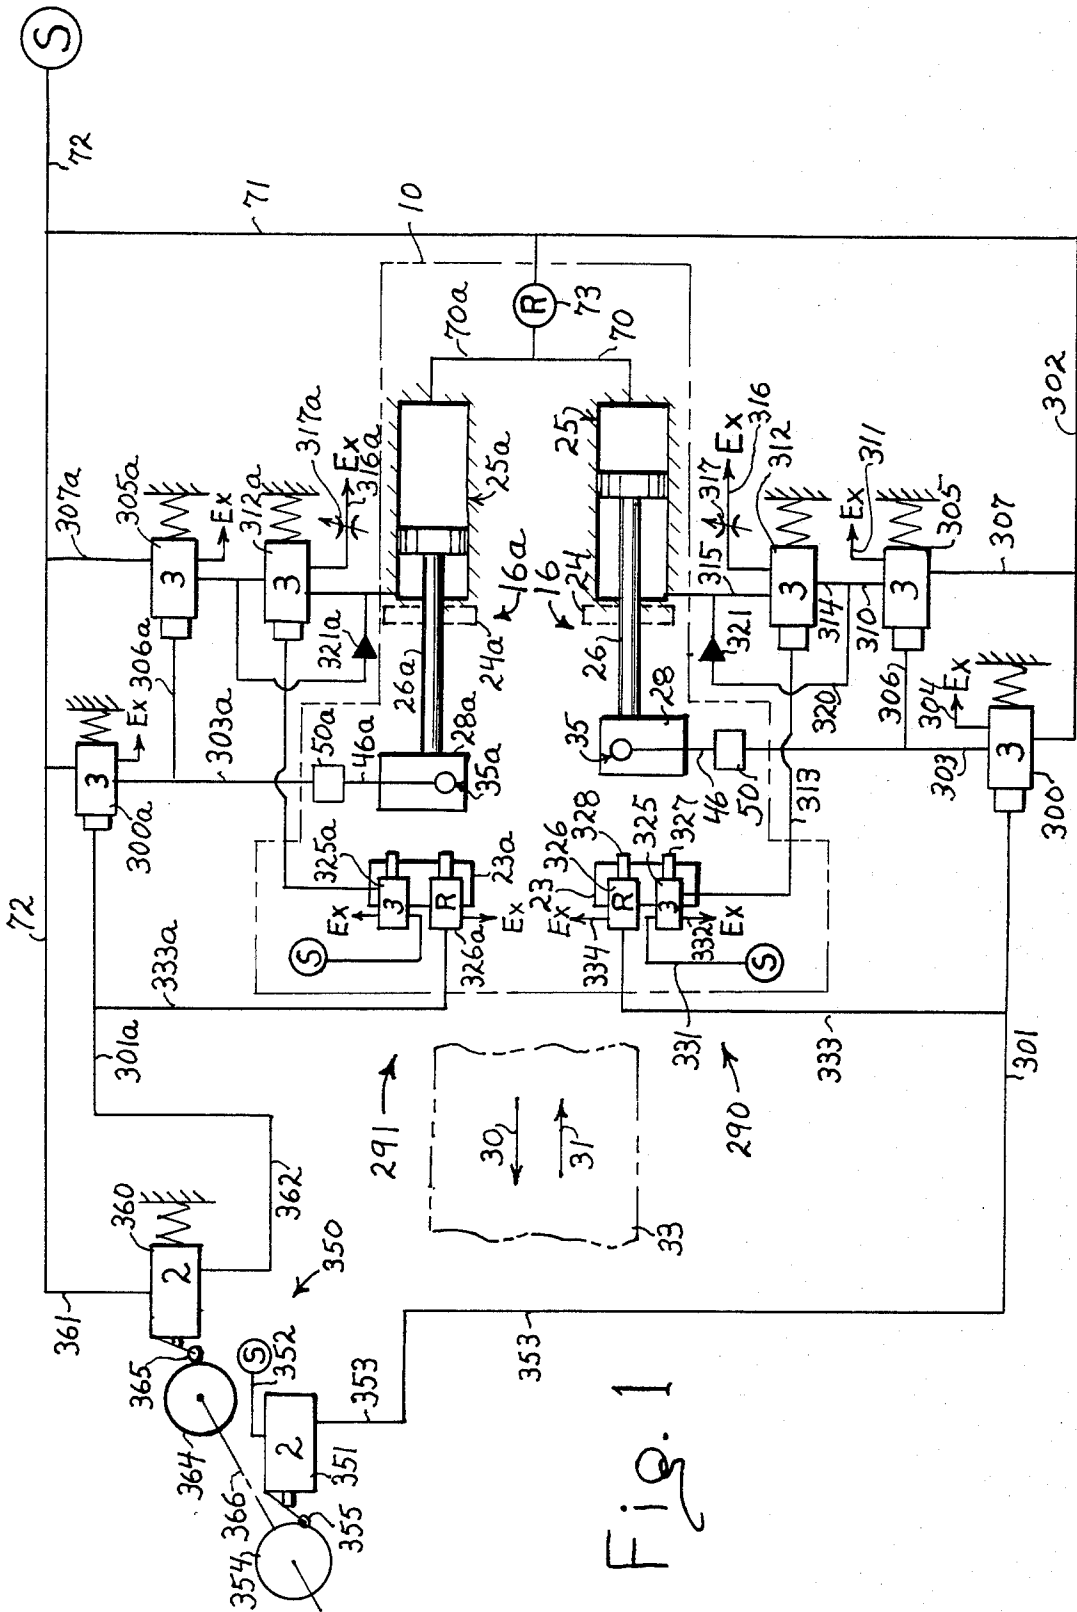 S
72
71
10
307a
305a
3
Ex
312a
3
317a
Ex
316a
70a
R
73
70
25a
25
Ex
316
317
312
311
Ex
305
302
307
3
3
314
310
315
321
320
306
304
Ex
3
303
300
313
50
46
28
35
26
24
16
16a
24a
26a
28a
35a
46a
50a
321a
306a
303a
Ex
3
300a
325a
23a
Ex
3
R
Ex
326a
S
328
326
325
327
23
R
3
Ex
334
332
Ex
S
331
333
301
290
291
30
31
33
72
333a
301a
362
360
2
361
350
365
364
S
352
353
353
2
351
366
354
355
Fig. 1